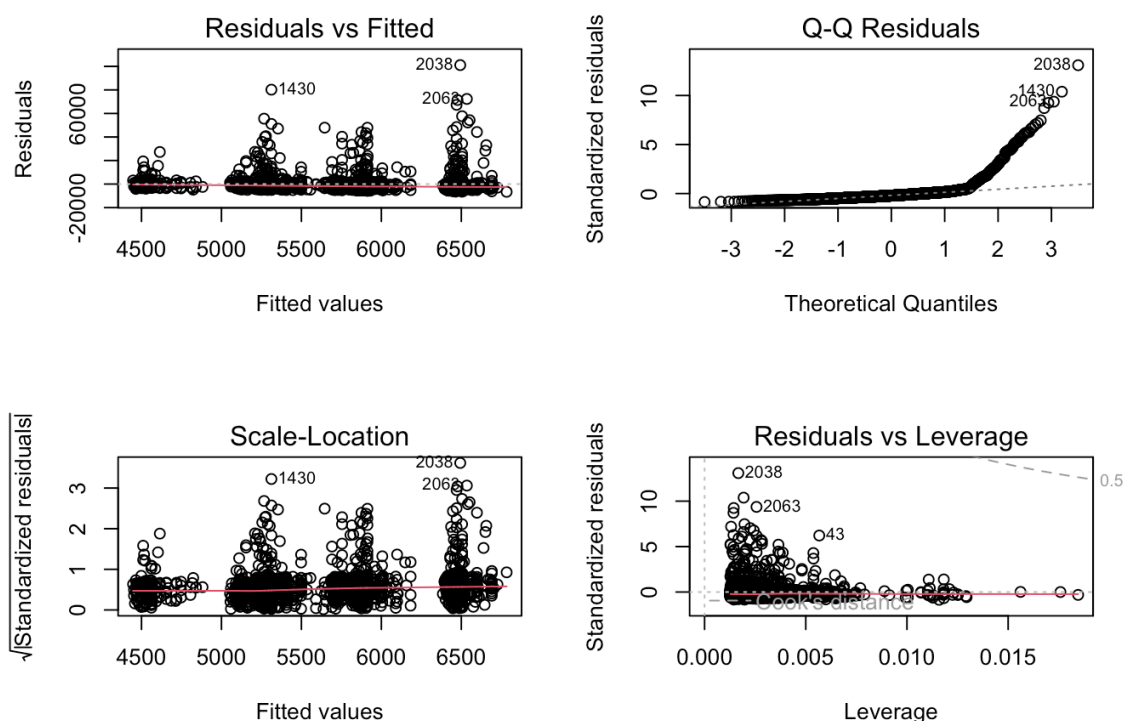 Residuals vs Fitted
Residuals
60000
-20000
1430
2038
2063
4500 5000 5500 6000 6500
Fitted values
Q-Q Residuals
Standardized residuals
10
5
0
2038
1430
2063
-3 -2 -1 0 1 2 3
Theoretical Quantiles
Scale-Location
√|Standardized residuals|
3
2
1
0
1430
2038
2063
4500 5000 5500 6000 6500
Fitted values
Residuals vs Leverage
Standardized residuals
10
5
0
2038
2063
43
0.5
Cook's distance
0.000 0.005 0.010 0.015
Leverage